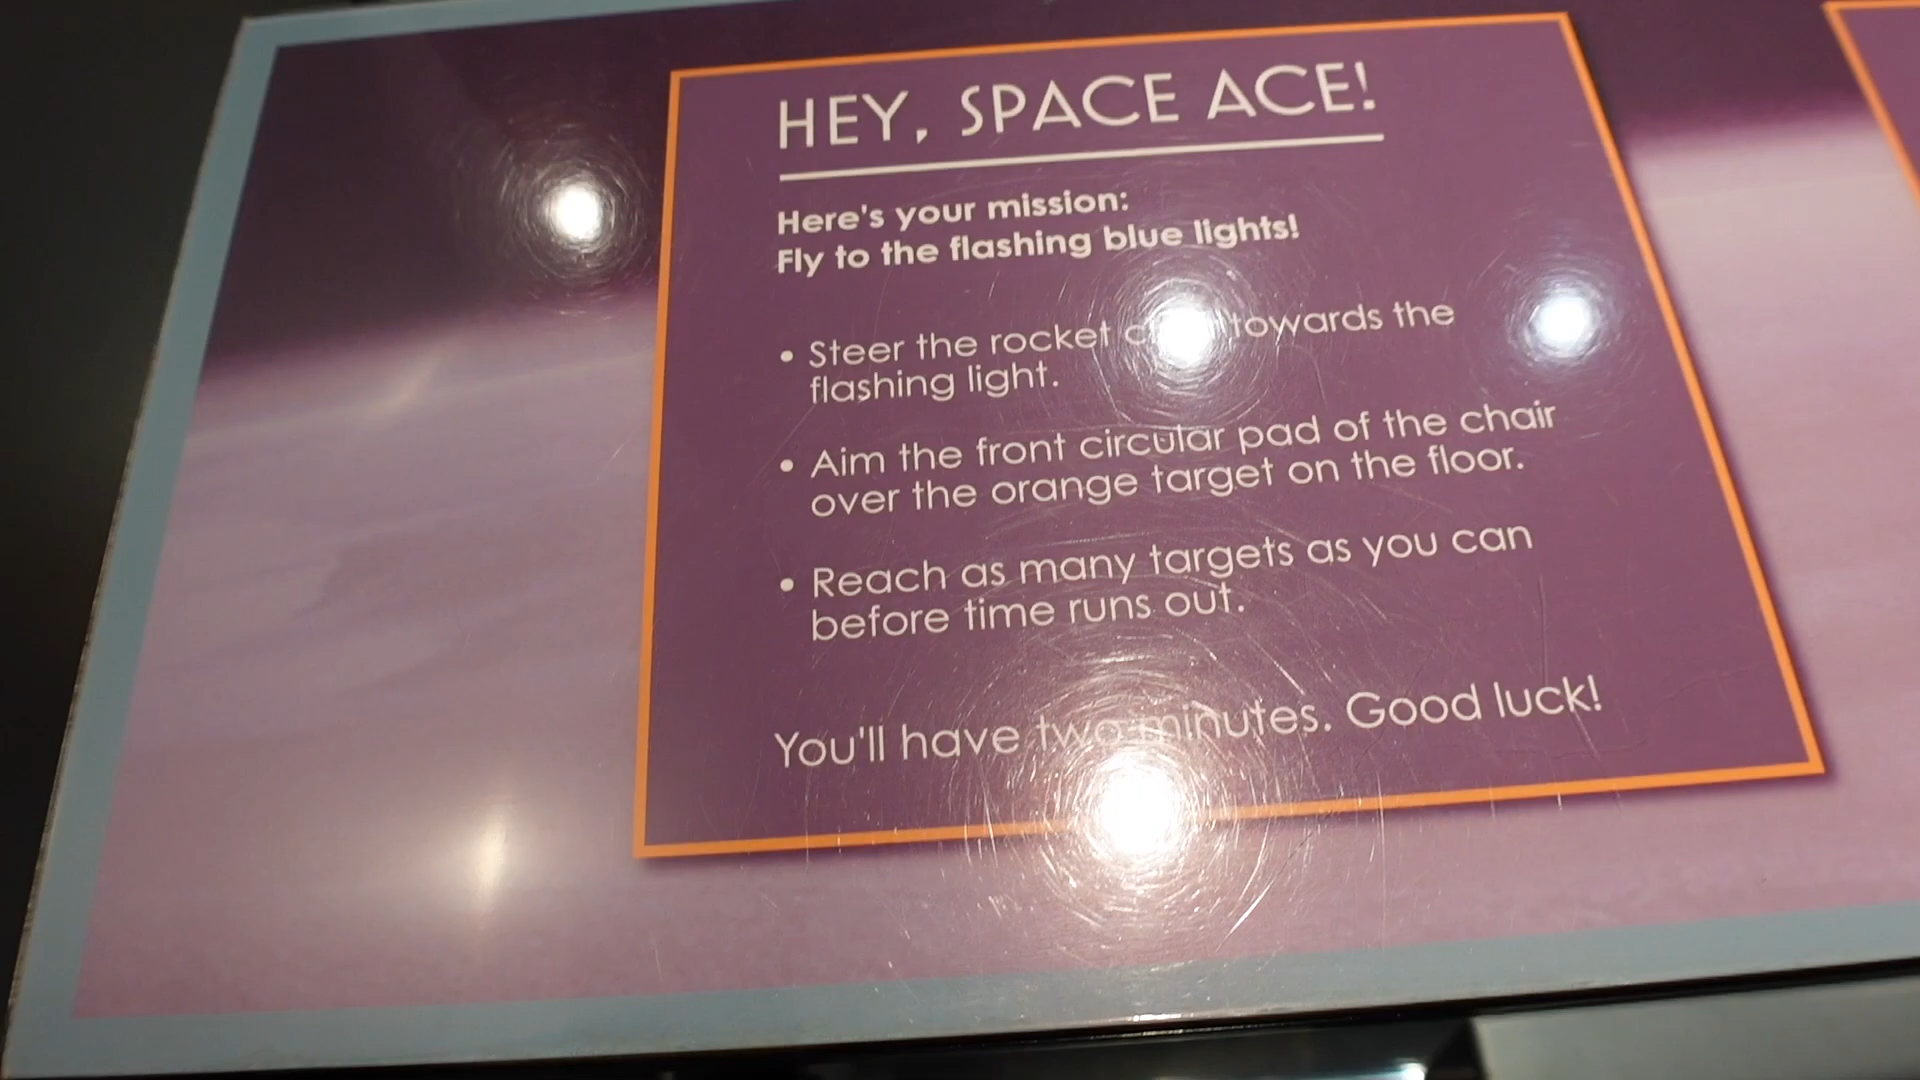 HEY, SPACE ACE!
Here's your mission:
Fly to the flashing blue lights!
• Steer the rocket towards the
flashing light.
• Aim the front circular pad of the chair
over the orange target on the floor.
• Reach as many targets as you can
before time runs out.
You'll have two minutes. Good luck!